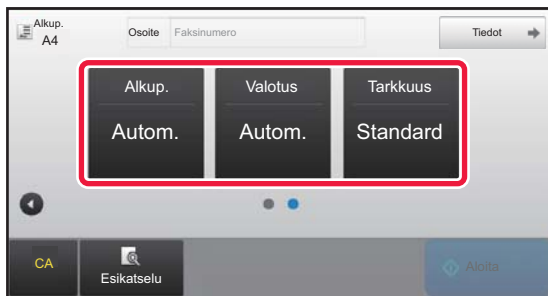 Alkup.
A4
Osoite
Faksinumero
Tiedot
Alkup.
Valotus
Tarkkuus
Autom.
Autom.
Standard
CA
Esikatselu
Aloita